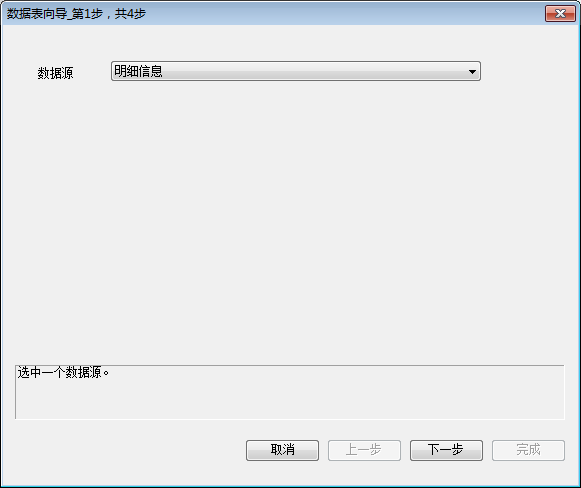 数据表向导_第1步，共4步
数据源
明细信息
选中一个数据源。
取消
上一步
下一步
完成